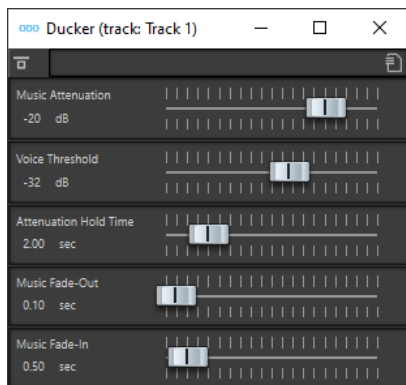 Ducker (track: Track 1)
Music Attenuation
-20 dB
Voice Threshold
-32 dB
Attenuation Hold Time
2.00 sec
Music Fade-Out
0.10 sec
Music Fade-In
0.50 sec